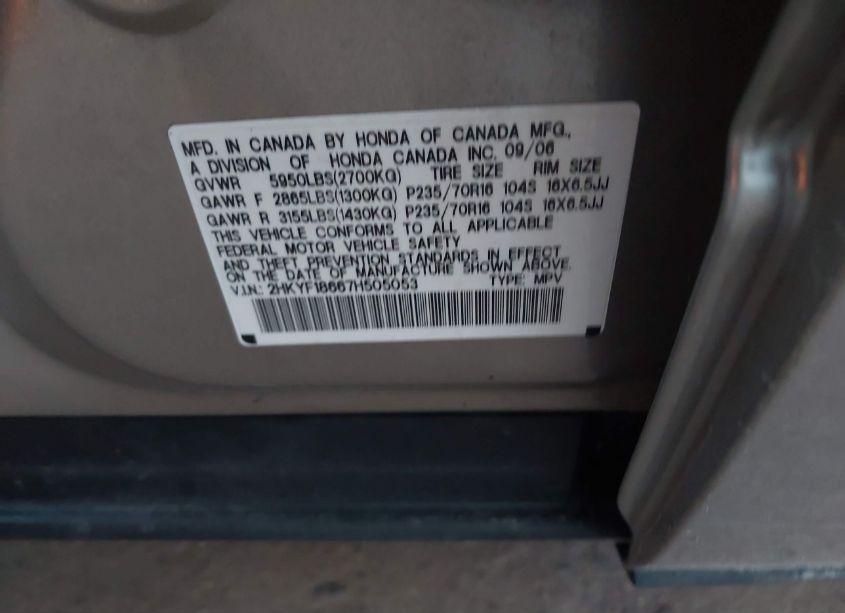 MFD. IN CANADA BY HONDA OF CANADA MFG.,
A DIVISION OF HONDA CANADA INC. 09/06
GVWR 5950LBS(2700KG) TIRE SIZE RIM SIZE
GAWR F 2865LBS(1300KG) P235/70R16 104S 16X6.5JJ
GAWR R 3155LBS(1430KG) P235/70R16 104S 16X6.5JJ
THIS VEHICLE CONFORMS TO ALL APPLICABLE
FEDERAL MOTOR VEHICLE SAFETY
AND THEFT PREVENTION STANDARDS IN EFFECT
ON THE DATE OF MANUFACTURE SHOWN ABOVE.
V.I.N.: 2HKYF18667H505053 TYPE: MPV